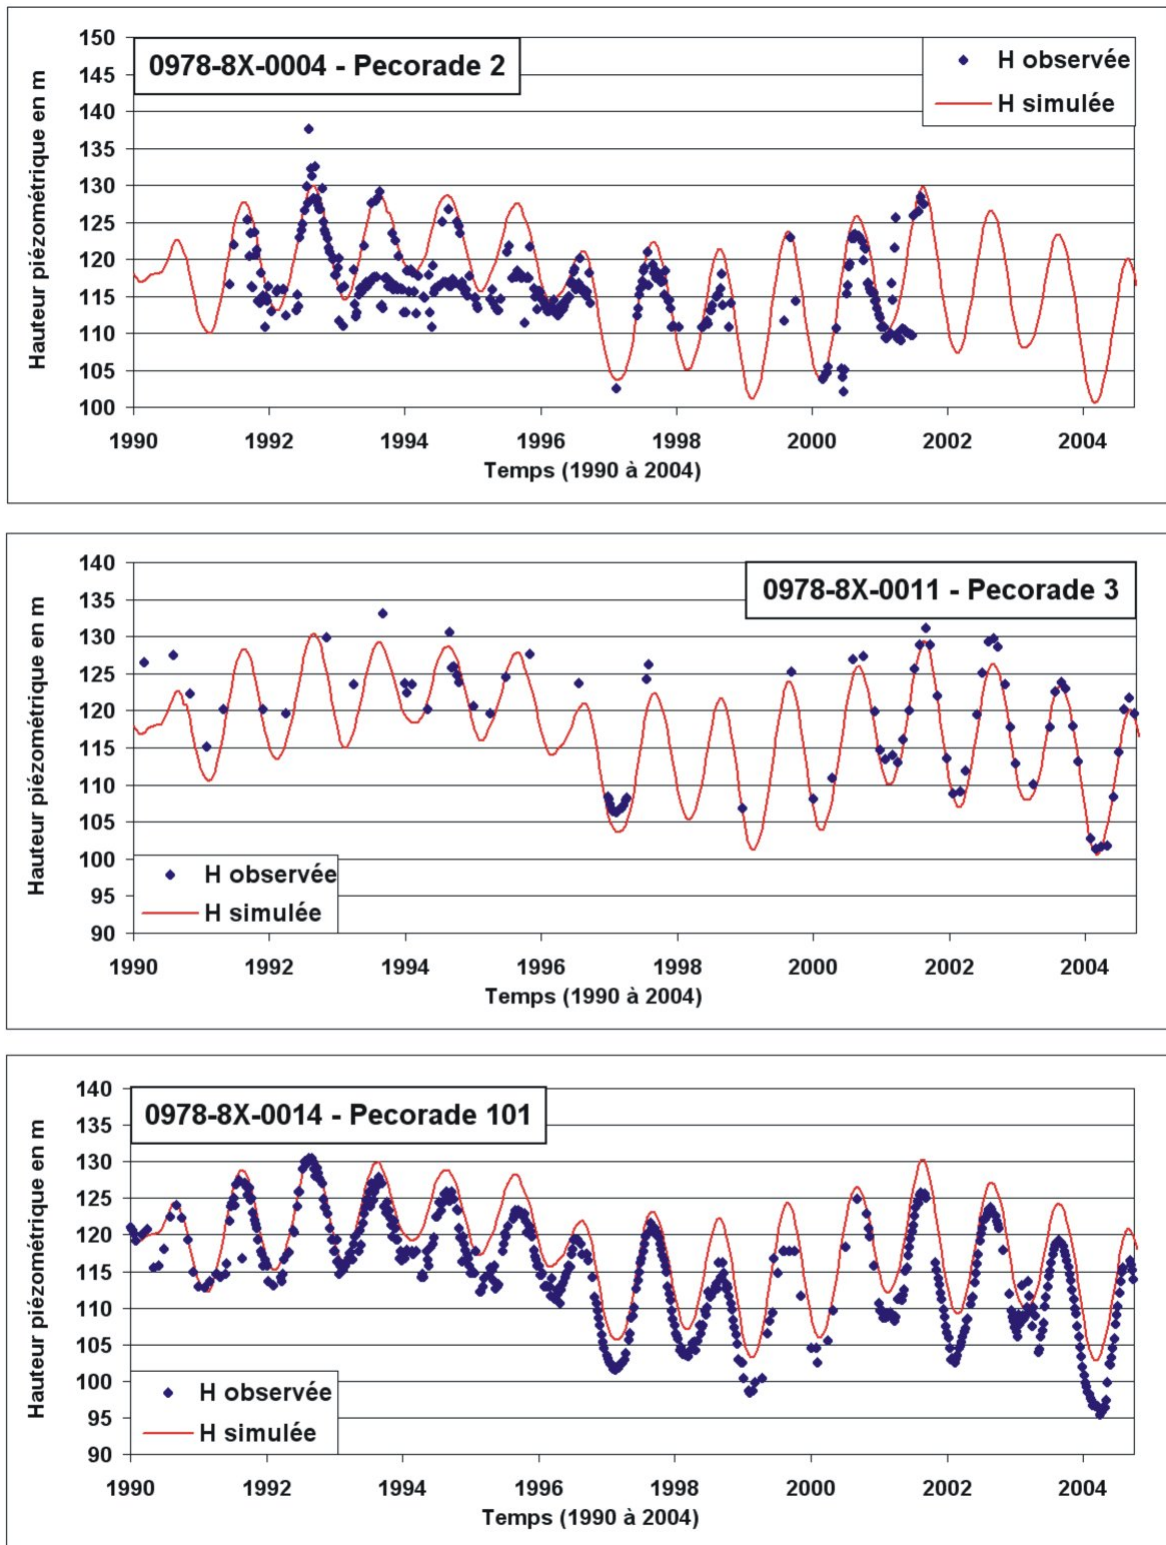 0978-8X-0004 - Pecorade 2
H observée
H simulée
Hauteur piézométrique en m
150
145
140
135
130
125
120
115
110
105
100
1990 1992 1994 1996 1998 2000 2002 2004
Temps (1990 à 2004)
0978-8X-0011 - Pecorade 3
Hauteur piézométrique en m
140
135
130
125
120
115
110
105
100
95
90
H observée
H simulée
1990 1992 1994 1996 1998 2000 2002 2004
Temps (1990 à 2004)
0978-8X-0014 - Pecorade 101
Hauteur piézométrique en m
140
135
130
125
120
115
110
105
100
95
90
H observée
H simulée
1990 1992 1994 1996 1998 2000 2002 2004
Temps (1990 à 2004)